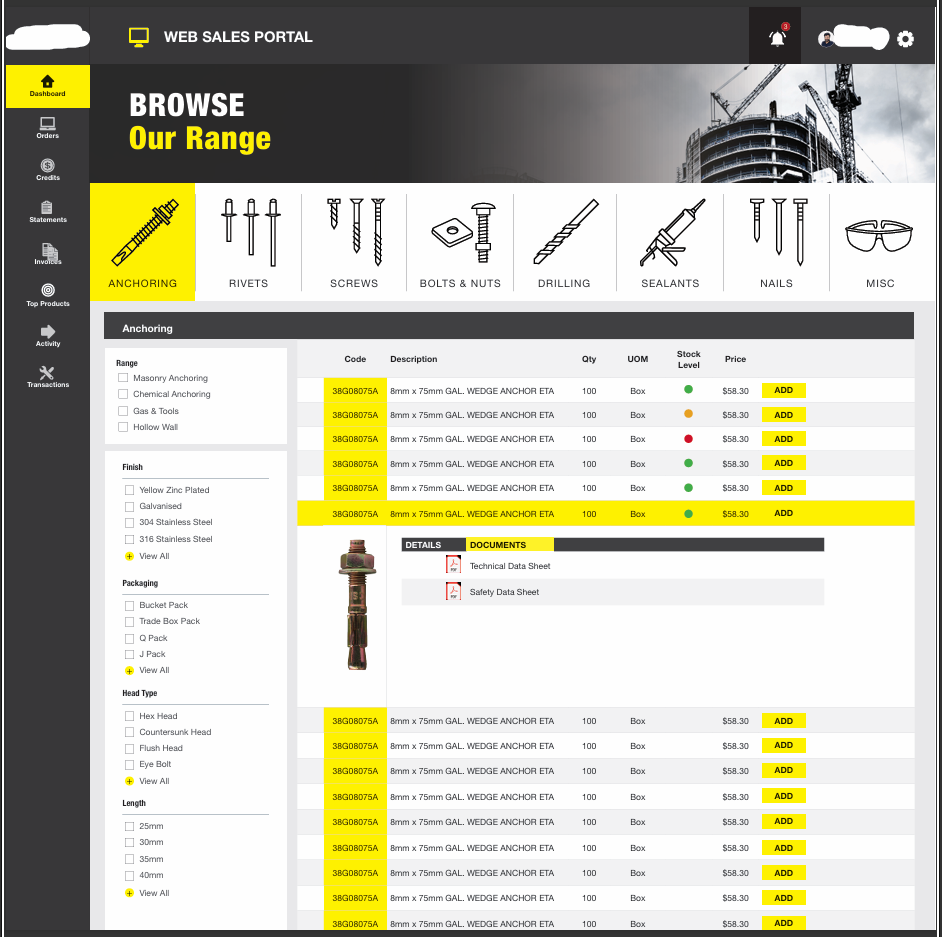 WEB SALES PORTAL
3
Dashboard
Orders
Credits
Statements
Invoices
Top Products
Activity
Transactions
BROWSE
Our Range
ANCHORING RIVETS SCREWS BOLTS & NUTS DRILLING SEALANTS NAILS MISC
Anchoring
Range
Masonry Anchoring
Chemical Anchoring
Gas & Tools
Hollow Wall
Finish
Yellow Zinc Plated
Galvanised
304 Stainless Steel
316 Stainless Steel
View All
Packaging
Bucket Pack
Trade Box Pack
Q Pack
J Pack
View All
Head Type
Hex Head
Countersunk Head
Flush Head
Eye Bolt
View All
Length
25mm
30mm
35mm
40mm
View All
Code Description Qty UOM Stock Level Price
38G08075A 8mm x 75mm GAL. WEDGE ANCHOR ETA 100 Box $58.30 ADD
38G08075A 8mm x 75mm GAL. WEDGE ANCHOR ETA 100 Box $58.30 ADD
38G08075A 8mm x 75mm GAL. WEDGE ANCHOR ETA 100 Box $58.30 ADD
38G08075A 8mm x 75mm GAL. WEDGE ANCHOR ETA 100 Box $58.30 ADD
38G08075A 8mm x 75mm GAL. WEDGE ANCHOR ETA 100 Box $58.30 ADD
38G08075A 8mm x 75mm GAL. WEDGE ANCHOR ETA 100 Box $58.30 ADD
DETAILS DOCUMENTS
PDF Technical Data Sheet
PDF Safety Data Sheet
38G08075A 8mm x 75mm GAL. WEDGE ANCHOR ETA 100 Box $58.30 ADD
38G08075A 8mm x 75mm GAL. WEDGE ANCHOR ETA 100 Box $58.30 ADD
38G08075A 8mm x 75mm GAL. WEDGE ANCHOR ETA 100 Box $58.30 ADD
38G08075A 8mm x 75mm GAL. WEDGE ANCHOR ETA 100 Box $58.30 ADD
38G08075A 8mm x 75mm GAL. WEDGE ANCHOR ETA 100 Box $58.30 ADD
38G08075A 8mm x 75mm GAL. WEDGE ANCHOR ETA 100 Box $58.30 ADD
38G08075A 8mm x 75mm GAL. WEDGE ANCHOR ETA 100 Box $58.30 ADD
38G08075A 8mm x 75mm GAL. WEDGE ANCHOR ETA 100 Box $58.30 ADD
38G08075A 8mm x 75mm GAL. WEDGE ANCHOR ETA 100 Box $58.30 ADD